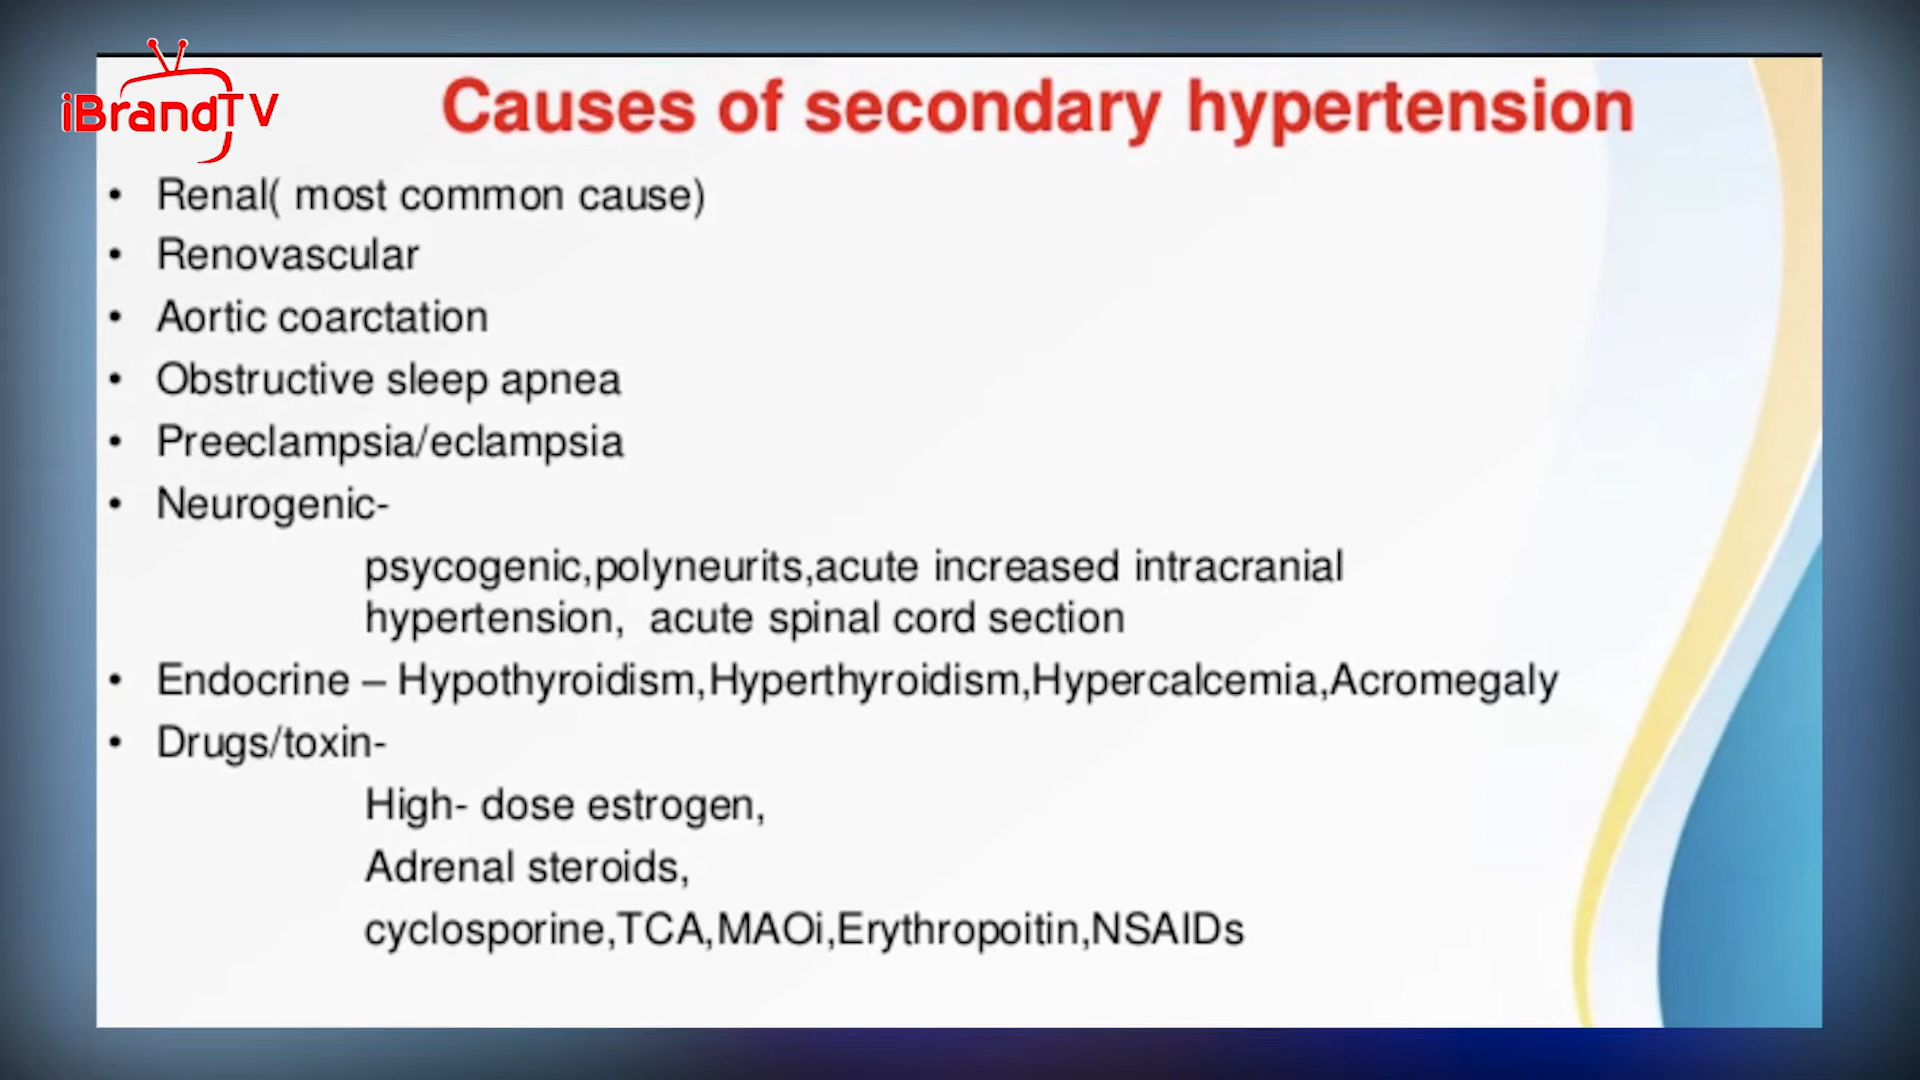 iBrandTV
Causes of secondary hypertension
• Renal( most common cause)
• Renovascular
• Aortic coarctation
• Obstructive sleep apnea
• Preeclampsia/eclampsia
• Neurogenic-
psycogenic,polyneurits,acute increased intracranial
hypertension, acute spinal cord section
• Endocrine – Hypothyroidism,Hyperthyroidism,Hypercalcemia,Acromegaly
• Drugs/toxin-
High- dose estrogen,
Adrenal steroids,
cyclosporine,TCA,MAOi,Erythropoitin,NSAIDs